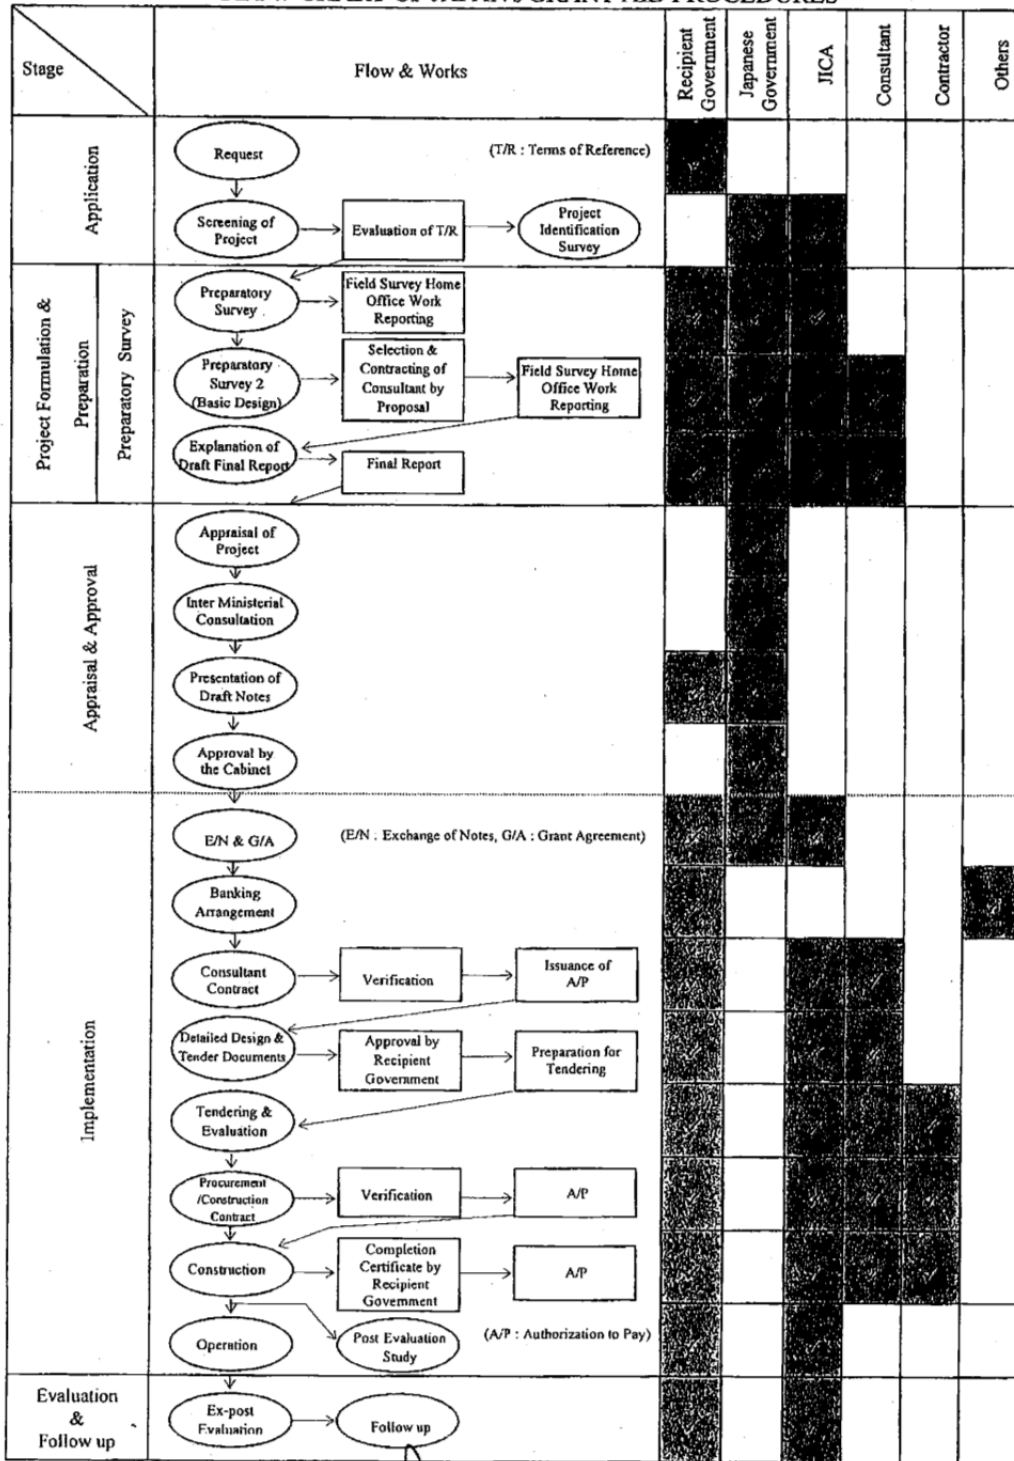 Stage
Flow & Works
Recipient
Government
Japanese
Government
JICA
Consultant
Contractor
Others
Application
Request
(T/R : Terms of Reference)
Screening of
Project
Evaluation of T/R
Project
Identification
Survey
Project Formulation &
Preparation
Preparatory Survey
Preparatory
Survey
Field Survey Home
Office Work
Reporting
Preparatory
Survey 2
(Basic Design)
Selection &
Contracting of
Consultant by
Proposal
Field Survey Home
Office Work
Reporting
Explanation of
Draft Final Report
Final Report
Appraisal & Approval
Appraisal of
Project
Inter Ministerial
Consultation
Presentation of
Draft Notes
Approval by
the Cabinet
Implementation
E/N & G/A
(E/N : Exchange of Notes, G/A : Grant Agreement)
Banking
Arrangement
Consultant
Contract
Verification
Issuance of
A/P
Detailed Design &
Tender Documents
Approval by
Recipient
Government
Preparation for
Tendering
Tendering &
Evaluation
Procurement
/Construction
Contract
Verification
A/P
Construction
Completion
Certificate by
Recipient
Government
A/P
Operation
Post Evaluation
Study
(A/P : Authorization to Pay)
Evaluation
&
Follow up
Ex-post
Evaluation
Follow up